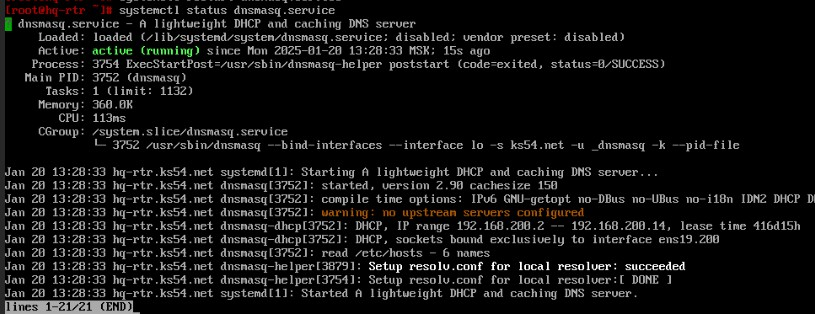 [root@hq-rtr ~]# systemctl status dnsmasq.service
dnsmasq.service - A lightweight DHCP and caching DNS server
Loaded: loaded (/lib/systemd/system/dnsmasq.service; disabled; vendor preset: disabled)
Active: active (running) since Mon 2025-01-20 13:28:33 MSK; 15s ago
Process: 3754 ExecStartPost=/usr/sbin/dnsmasq-helper poststart (code=exited, status=0/SUCCESS)
Main PID: 3752 (dnsmasq)
Tasks: 1 (limit: 1132)
Memory: 360.0K
CPU: 113ms
CGroup: /system.slice/dnsmasq.service
└─ 3752 /usr/sbin/dnsmasq --bind-interfaces --interface lo -s ks54.net -u _dnsmasq -k --pid-file
Jan 20 13:28:33 hq-rtr.ks54.net systemd[1]: Starting A lightweight DHCP and caching DNS server...
Jan 20 13:28:33 hq-rtr.ks54.net dnsmasq[3752]: started, version 2.90 cachesize 150
Jan 20 13:28:33 hq-rtr.ks54.net dnsmasq[3752]: compile time options: IPv6 GNU-getopt no-DBus no-UBus no-i18n IDN2 DHCP D
Jan 20 13:28:33 hq-rtr.ks54.net dnsmasq[3752]: warning: no upstream servers configured
Jan 20 13:28:33 hq-rtr.ks54.net dnsmasq-dhcp[3752]: DHCP, IP range 192.168.200.2 -- 192.168.200.14, lease time 416d15h
Jan 20 13:28:33 hq-rtr.ks54.net dnsmasq-dhcp[3752]: DHCP, sockets bound exclusively to interface ens19.200
Jan 20 13:28:33 hq-rtr.ks54.net dnsmasq[3752]: read /etc/hosts - 6 names
Jan 20 13:28:33 hq-rtr.ks54.net dnsmasq-helper[3879]: Setup resolv.conf for local resolver: succeeded
Jan 20 13:28:33 hq-rtr.ks54.net dnsmasq-helper[3754]: Setup resolv.conf for local resolver:[ DONE ]
Jan 20 13:28:33 hq-rtr.ks54.net systemd[1]: Started A lightweight DHCP and caching DNS server.
lines 1-21/21 (END)